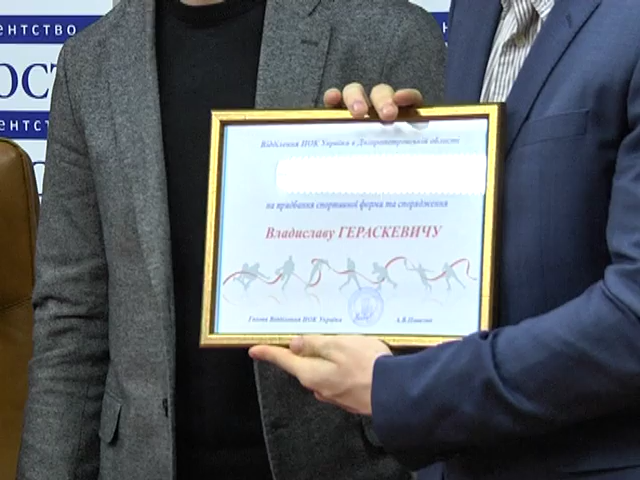 ентство
ОСТ
ентство
Відділення НОК України в Дніпропетровській області
на придбання спортивної форми та спорядження
Владиславу ГЕРАСКЕВИЧУ
Голова Відділення НОК України